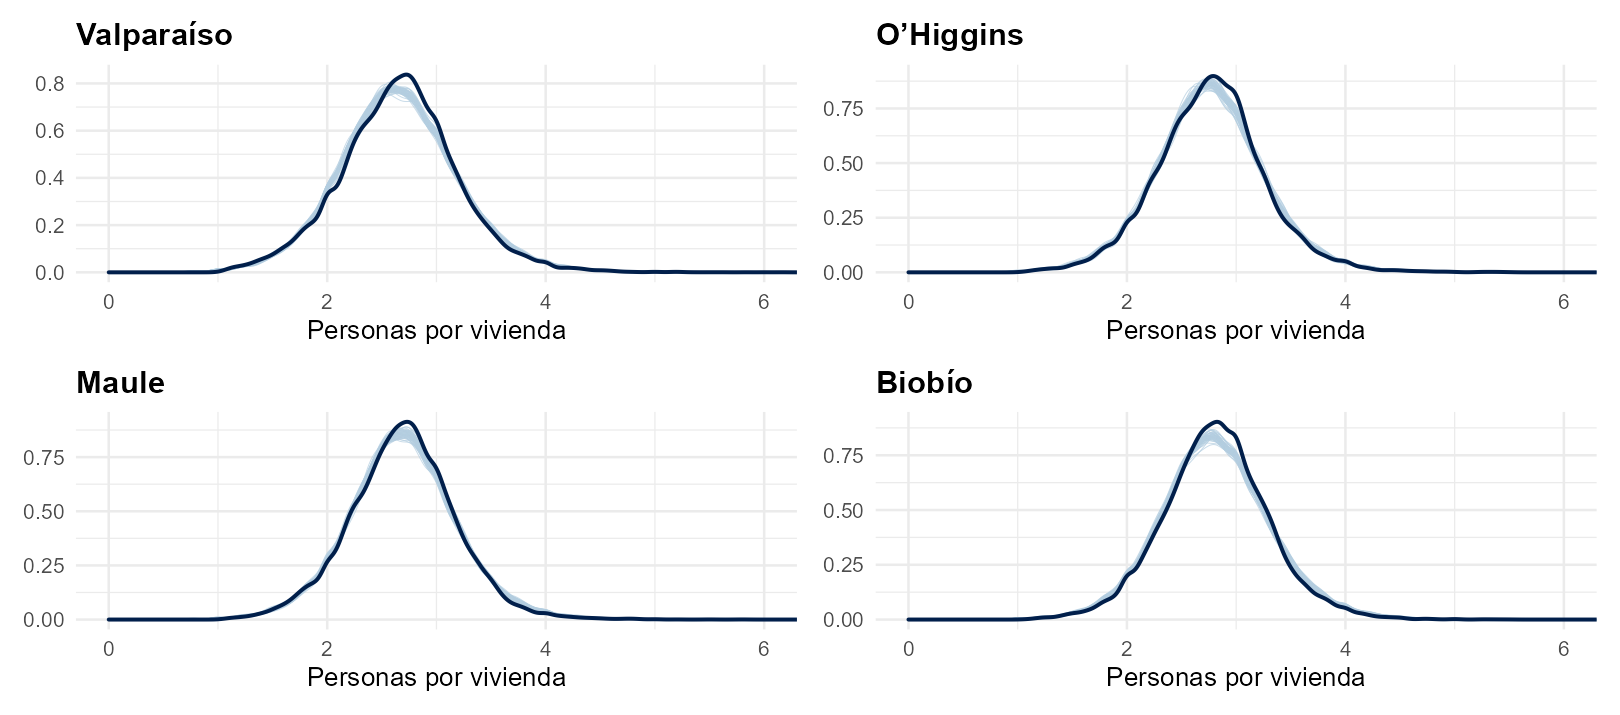 Valparaíso
0.8
0.6
0.4
0.2
0.0
0 2 4 6
Personas por vivienda
O’Higgins
0.75
0.50
0.25
0.00
0 2 4 6
Personas por vivienda
Maule
0.75
0.50
0.25
0.00
0 2 4 6
Personas por vivienda
Biobío
0.75
0.50
0.25
0.00
0 2 4 6
Personas por vivienda